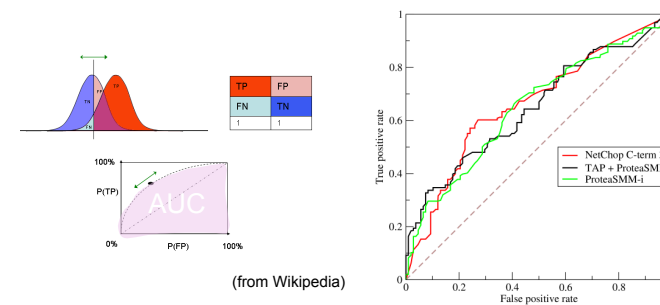 TN
FP
TP
FN
TP FP
FN TN
1 1
100%
P(TP)
AUC
0%
P(FP)
100%
(from Wikipedia)
True positive rate
1
0.8
0.6
0.4
0.2
0
NetChop C-term
TAP + ProteaSM
ProteaSMM-i
0 0.2 0.4 0.6 0.8
False positive rate